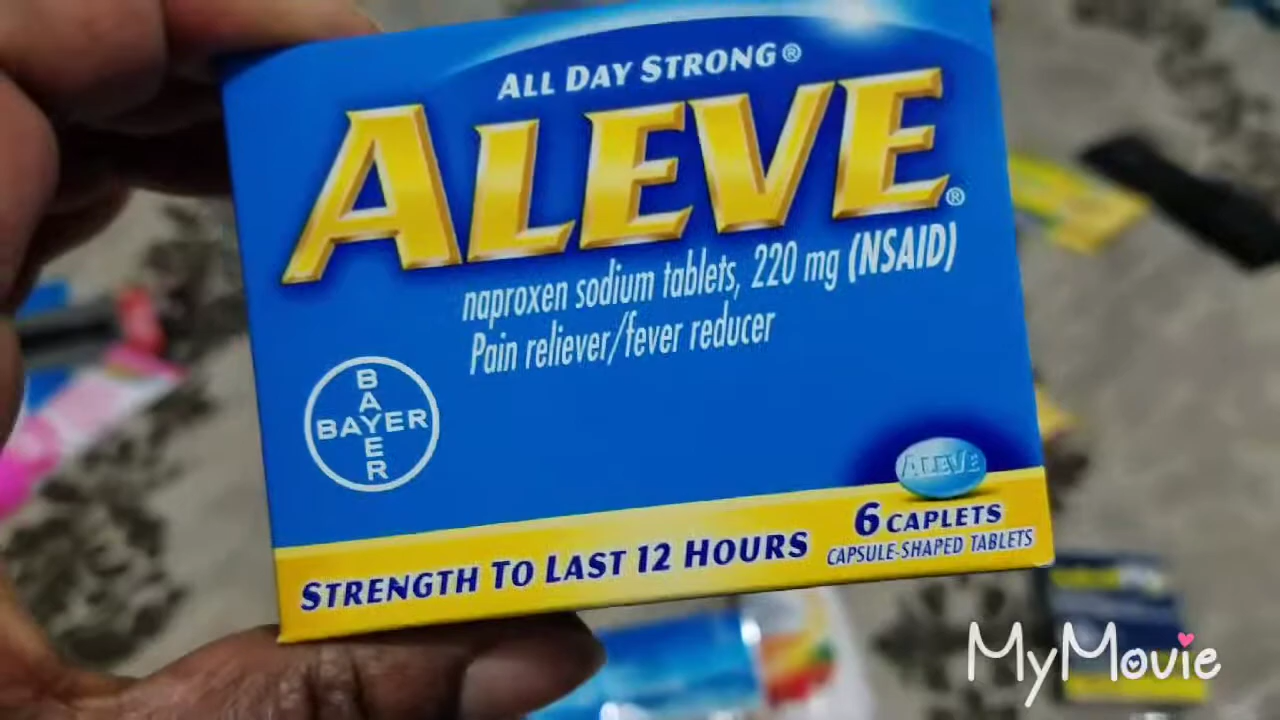 ALL DAY STRONG®
ALEVE®
naproxen sodium tablets, 220 mg (NSAID)
Pain reliever/fever reducer
BAYER
BAYER
ALEVE
6 CAPLETS
CAPSULE-SHAPED TABLETS
STRENGTH TO LAST 12 HOURS
MyMovie